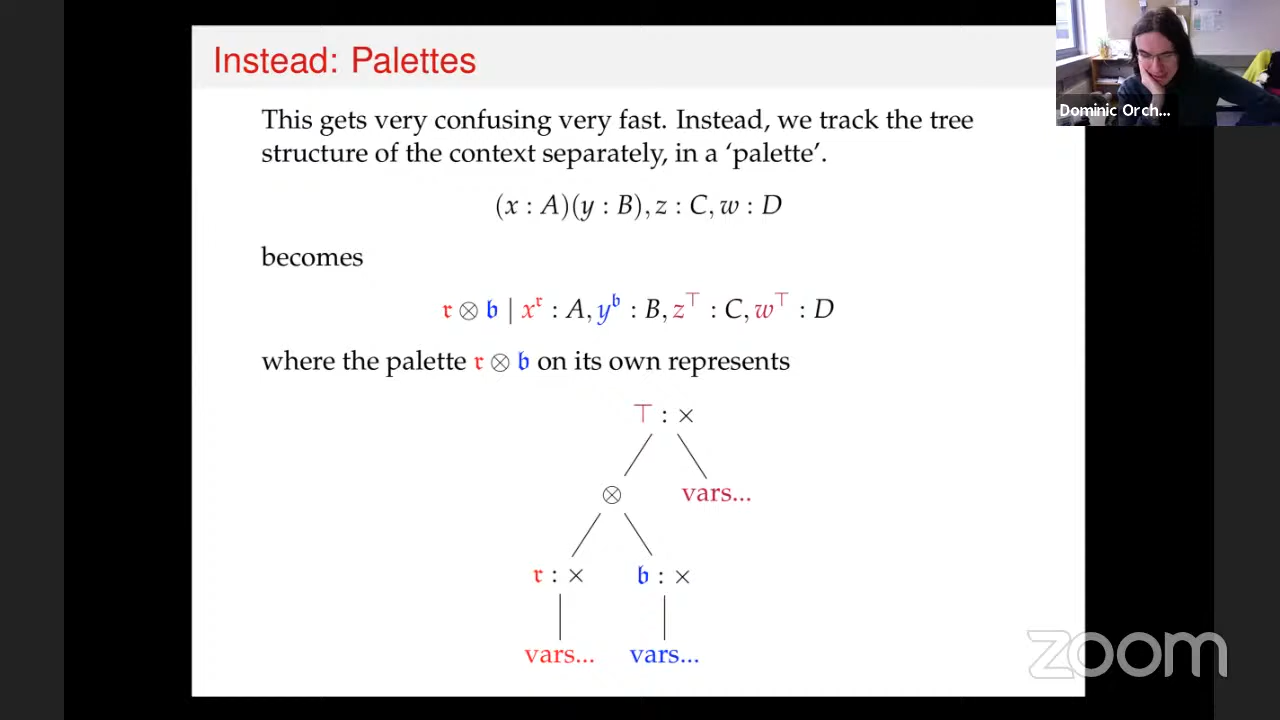 Instead: Palettes
Dominic Orch...
This gets very confusing very fast. Instead, we track the tree
structure of the context separately, in a ‘palette’.
(x : A)(y : B), z : C, w : D
becomes
𝔯 ⊗ 𝔟 | x^𝔯 : A, y^𝔟 : B, z^⊤ : C, w^⊤ : D
where the palette 𝔯 ⊗ 𝔟 on its own represents
⊤ : ×
⊗ vars...
𝔯 : × 𝔟 : ×
vars... vars...
zoom